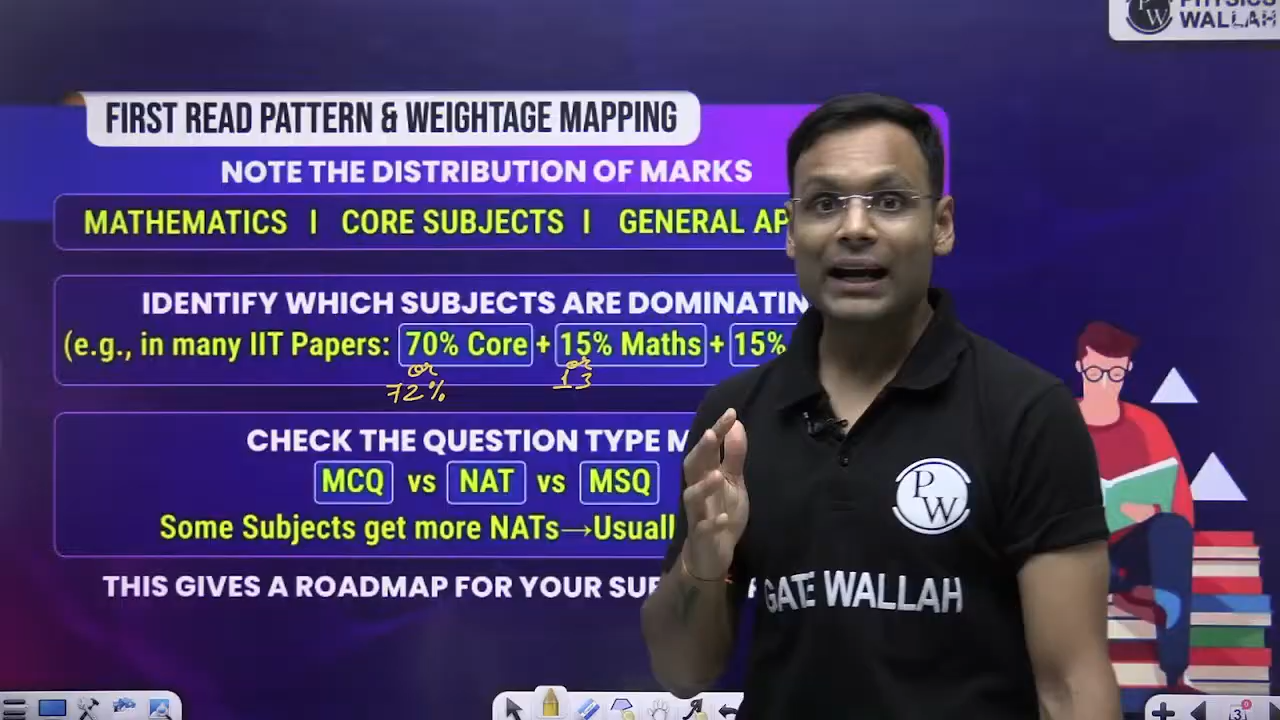 PHYSICS
WALLAH
FIRST READ PATTERN & WEIGHTAGE MAPPING
NOTE THE DISTRIBUTION OF MARKS
MATHEMATICS | CORE SUBJECTS | GENERAL AP
IDENTIFY WHICH SUBJECTS ARE DOMINATIN
(e.g., in many IIT Papers: 70% Core + 15% Maths + 15%
or or
72% 13
CHECK THE QUESTION TYPE M
MCQ vs NAT vs MSQ
Some Subjects get more NATs→Usuall
THIS GIVES A ROADMAP FOR YOUR SUB
PW
GATE WALLAH
3